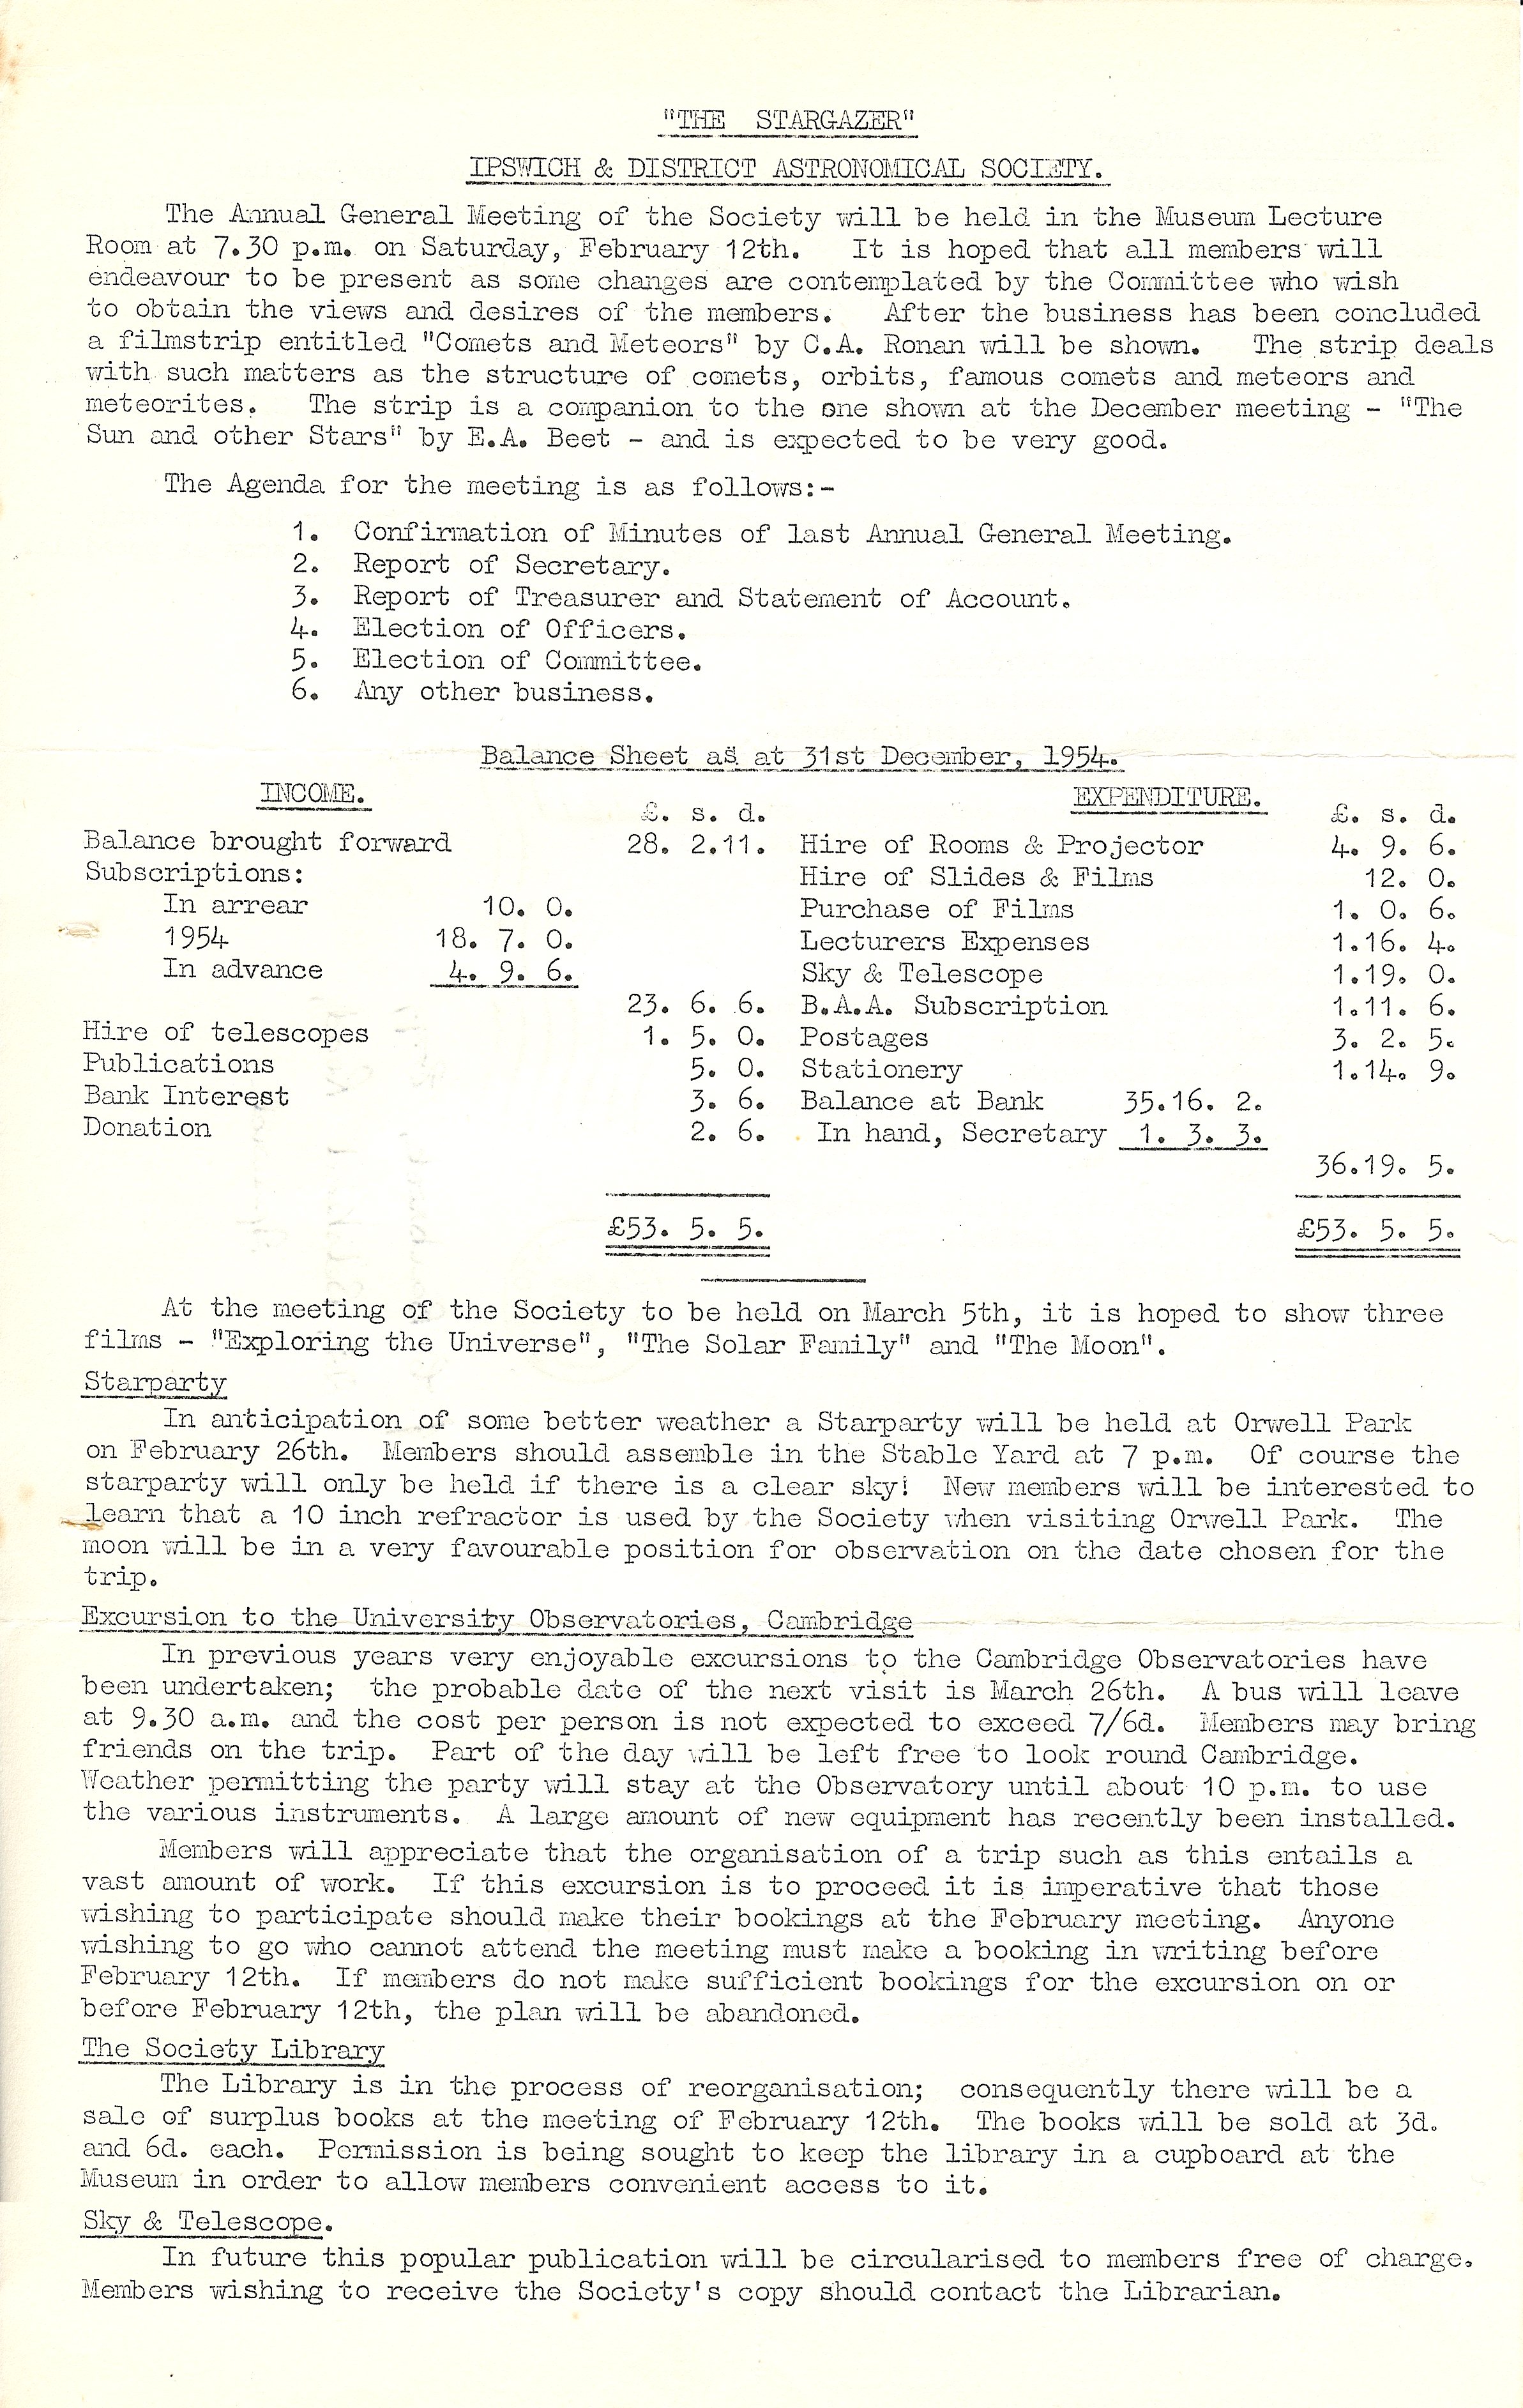 "THE STARGAZER"
IPSWICH & DISTRICT ASTRONOMICAL SOCIETY.
The Annual General Meeting of the Society will be held in the Museum Lecture
Room at 7.30 p.m. on Saturday, February 12th. It is hoped that all members will
endeavour to be present as some changes are contemplated by the Committee who wish
to obtain the views and desires of the members. After the business has been concluded
a filmstrip entitled "Comets and Meteors" by C.A. Ronan will be shown. The strip deals
with such matters as the structure of comets, orbits, famous comets and meteors and
meteorites. The strip is a companion to the one shown at the December meeting - "The
Sun and other Stars" by E.A. Beet - and is expected to be very good.
The Agenda for the meeting is as follows:-
1. Confirmation of Minutes of last Annual General Meeting.
2. Report of Secretary.
3. Report of Treasurer and Statement of Account.
4. Election of Officers.
5. Election of Committee.
6. Any other business.
Balance Sheet as at 31st December, 1954.
INCOME. EXPENDITURE.
£. s. d. £. s. d.
Balance brought forward 28. 2.11. Hire of Rooms & Projector 4. 9. 6.
Subscriptions: Hire of Slides & Films 12. 0.
In arrear 10. 0. Purchase of Films 1. 0. 6.
1954 18. 7. 0. Lecturers Expenses 1.16. 4.
In advance 4. 9. 6. Sky & Telescope 1.19. 0.
23. 6. 6. B.A.A. Subscription 1.11. 6.
Hire of telescopes 1. 5. 0. Postages 3. 2. 5.
Publications 5. 0. Stationery 1.14. 9.
Bank Interest 3. 6. Balance at Bank 35.16. 2.
Donation 2. 6. In hand, Secretary 1. 3. 3.
36.19. 5.
£53. 5. 5. £53. 5. 5.
At the meeting of the Society to be held on March 5th, it is hoped to show three
films - "Exploring the Universe", "The Solar Family" and "The Moon".
Starparty
In anticipation of some better weather a Starparty will be held at Orwell Park
on February 26th. Members should assemble in the Stable Yard at 7 p.m. Of course the
starparty will only be held if there is a clear sky! New members will be interested to
learn that a 10 inch refractor is used by the Society when visiting Orwell Park. The
moon will be in a very favourable position for observation on the date chosen for the
trip.
Excursion to the University Observatories, Cambridge
In previous years very enjoyable excursions to the Cambridge Observatories have
been undertaken; the probable date of the next visit is March 26th. A bus will leave
at 9.30 a.m. and the cost per person is not expected to exceed 7/6d. Members may bring
friends on the trip. Part of the day will be left free to look round Cambridge.
Weather permitting the party will stay at the Observatory until about 10 p.m. to use
the various instruments. A large amount of new equipment has recently been installed.
Members will appreciate that the organisation of a trip such as this entails a
vast amount of work. If this excursion is to proceed it is imperative that those
wishing to participate should make their bookings at the February meeting. Anyone
wishing to go who cannot attend the meeting must make a booking in writing before
February 12th. If members do not make sufficient bookings for the excursion on or
before February 12th, the plan will be abandoned.
The Society Library
The Library is in the process of reorganisation; consequently there will be a
sale of surplus books at the meeting of February 12th. The books will be sold at 3d.
and 6d. each. Permission is being sought to keep the library in a cupboard at the
Museum in order to allow members convenient access to it.
Sky & Telescope.
In future this popular publication will be circularised to members free of charge.
Members wishing to receive the Society's copy should contact the Librarian.